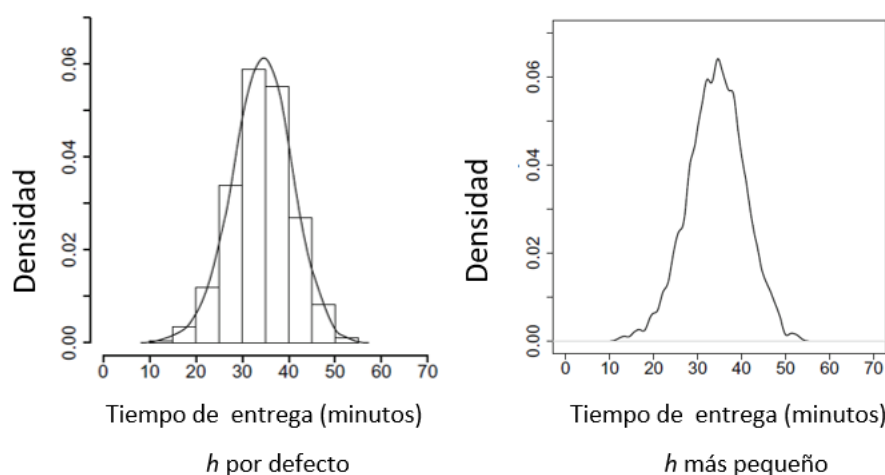 Densidad
0.00 0.02 0.04 0.06
0 10 20 30 40 50 60 70
Tiempo de entrega (minutos)
h por defecto
Densidad
0.00 0.02 0.04 0.06
0 10 20 30 40 50 60 70
Tiempo de entrega (minutos)
h más pequeño